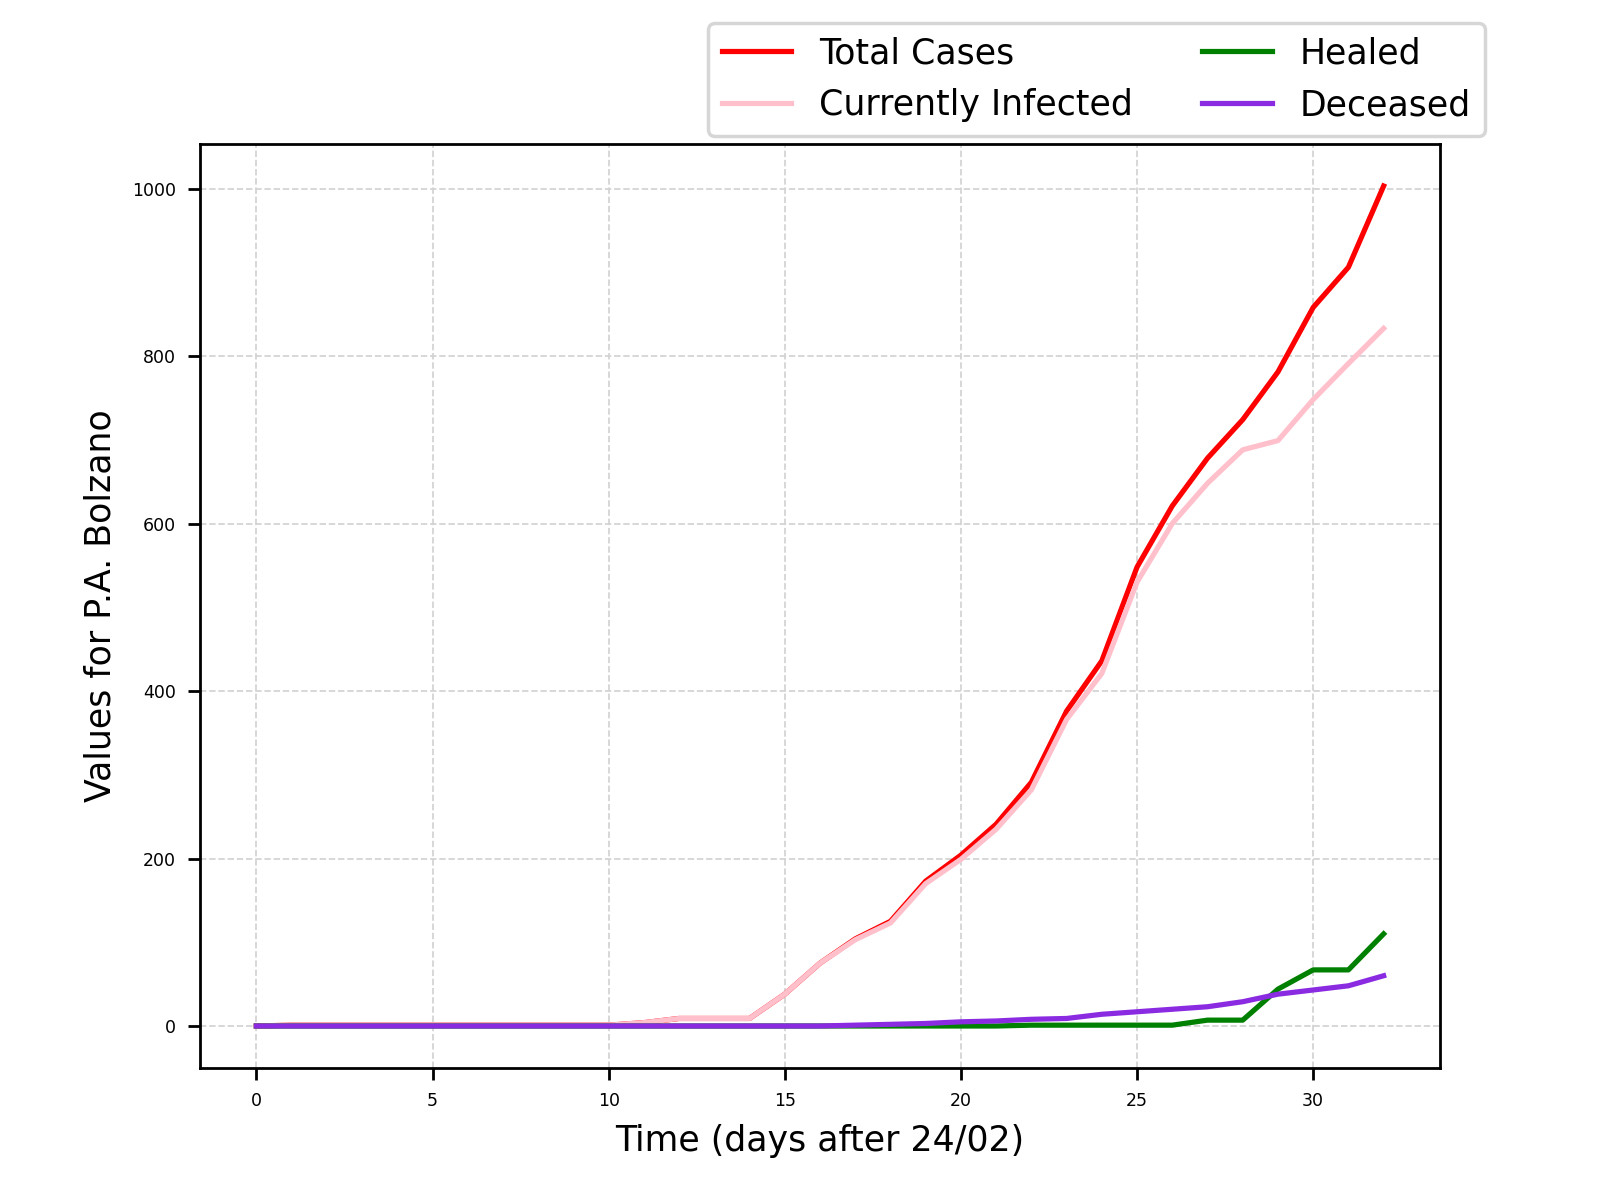 Total Cases
Currently Infected
Healed
Deceased
1000
800
600
400
200
0
Values for P.A. Bolzano
0 5 10 15 20 25 30
Time (days after 24/02)